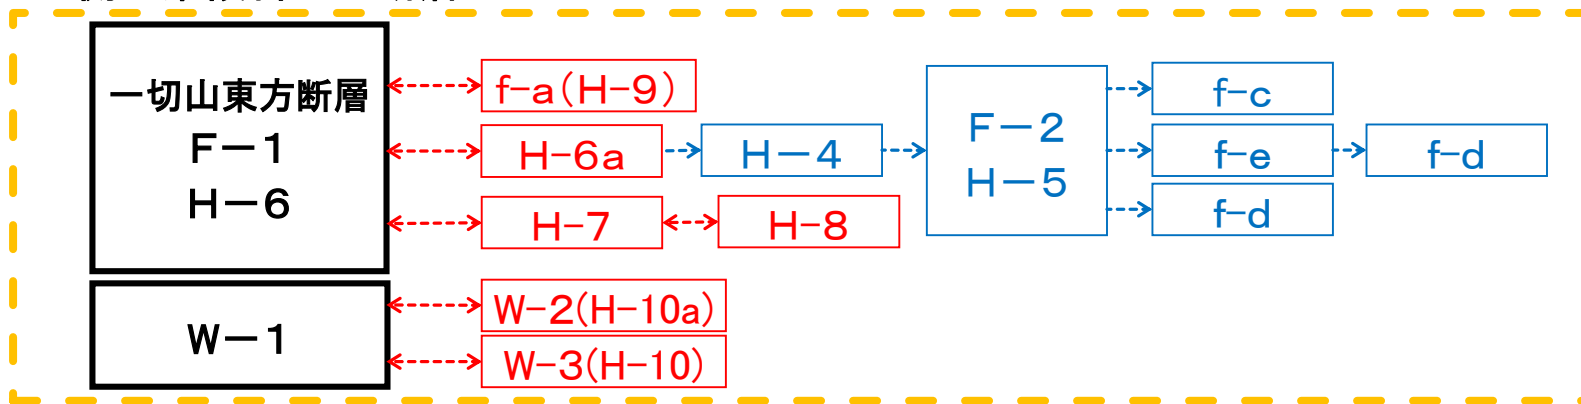 一切山東方断層
F－1
H－6
f-a(H-9)
H-6a
H－4
F－2
H－5
f-c
f-e
f-d
f-d
H-7
H-8
W－1
W-2(H-10a)
W-3(H-10)